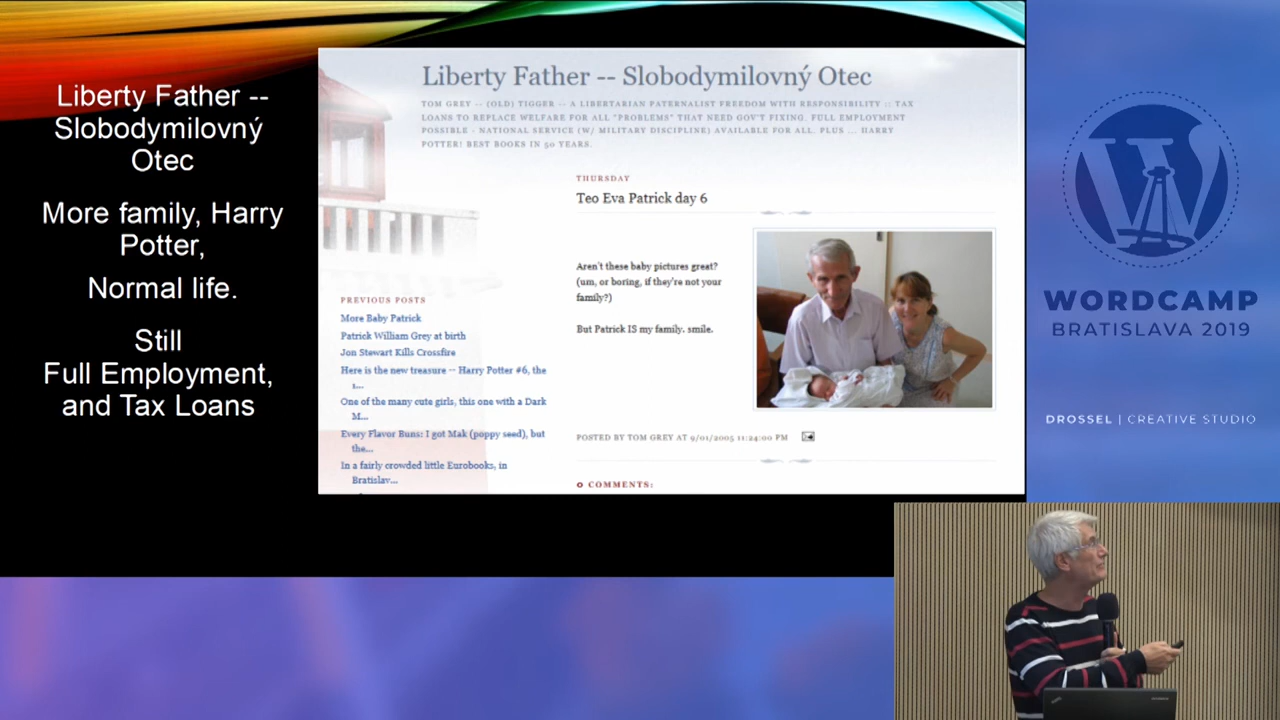 Liberty Father --
Slobodymilovný
Otec
More family, Harry
Potter,
Normal life.
Still
Full Employment,
and Tax Loans
Liberty Father -- Slobodymilovný Otec
TOM GREY -- (OLD) TIGGER -- A LIBERTARIAN PATERNALIST FREEDOM WITH RESPONSIBILITY :: TAX
LOANS TO REPLACE WELFARE FOR ALL "PROBLEMS" THAT NEED GOV'T FIXING. FULL EMPLOYMENT
POSSIBLE - NATIONAL SERVICE (W/ MILITARY DISCIPLINE) AVAILABLE FOR ALL. PLUS ... HARRY
POTTER! BEST BOOKS IN 50 YEARS.
THURSDAY
Teo Eva Patrick day 6
Aren't these baby pictures great?
(um, or boring, if they're not your
family?)
But Patrick IS my family. smile.
POSTED BY TOM GREY AT 9/01/2005 11:24:00 PM
0 COMMENTS:
PREVIOUS POSTS
More Baby Patrick
Patrick William Grey at birth
Jon Stewart Kills Crossfire
Here is the new treasure -- Harry Potter #6, the
s...
One of the many cute girls, this one with a Dark
M...
Every Flavor Buns: I got Mak (poppy seed), but
the...
In a fairly crowded little Eurobooks, in
Bratislav...
WORDCAMP
BRATISLAVA 2019
DROSSEL | CREATIVE STUDIO